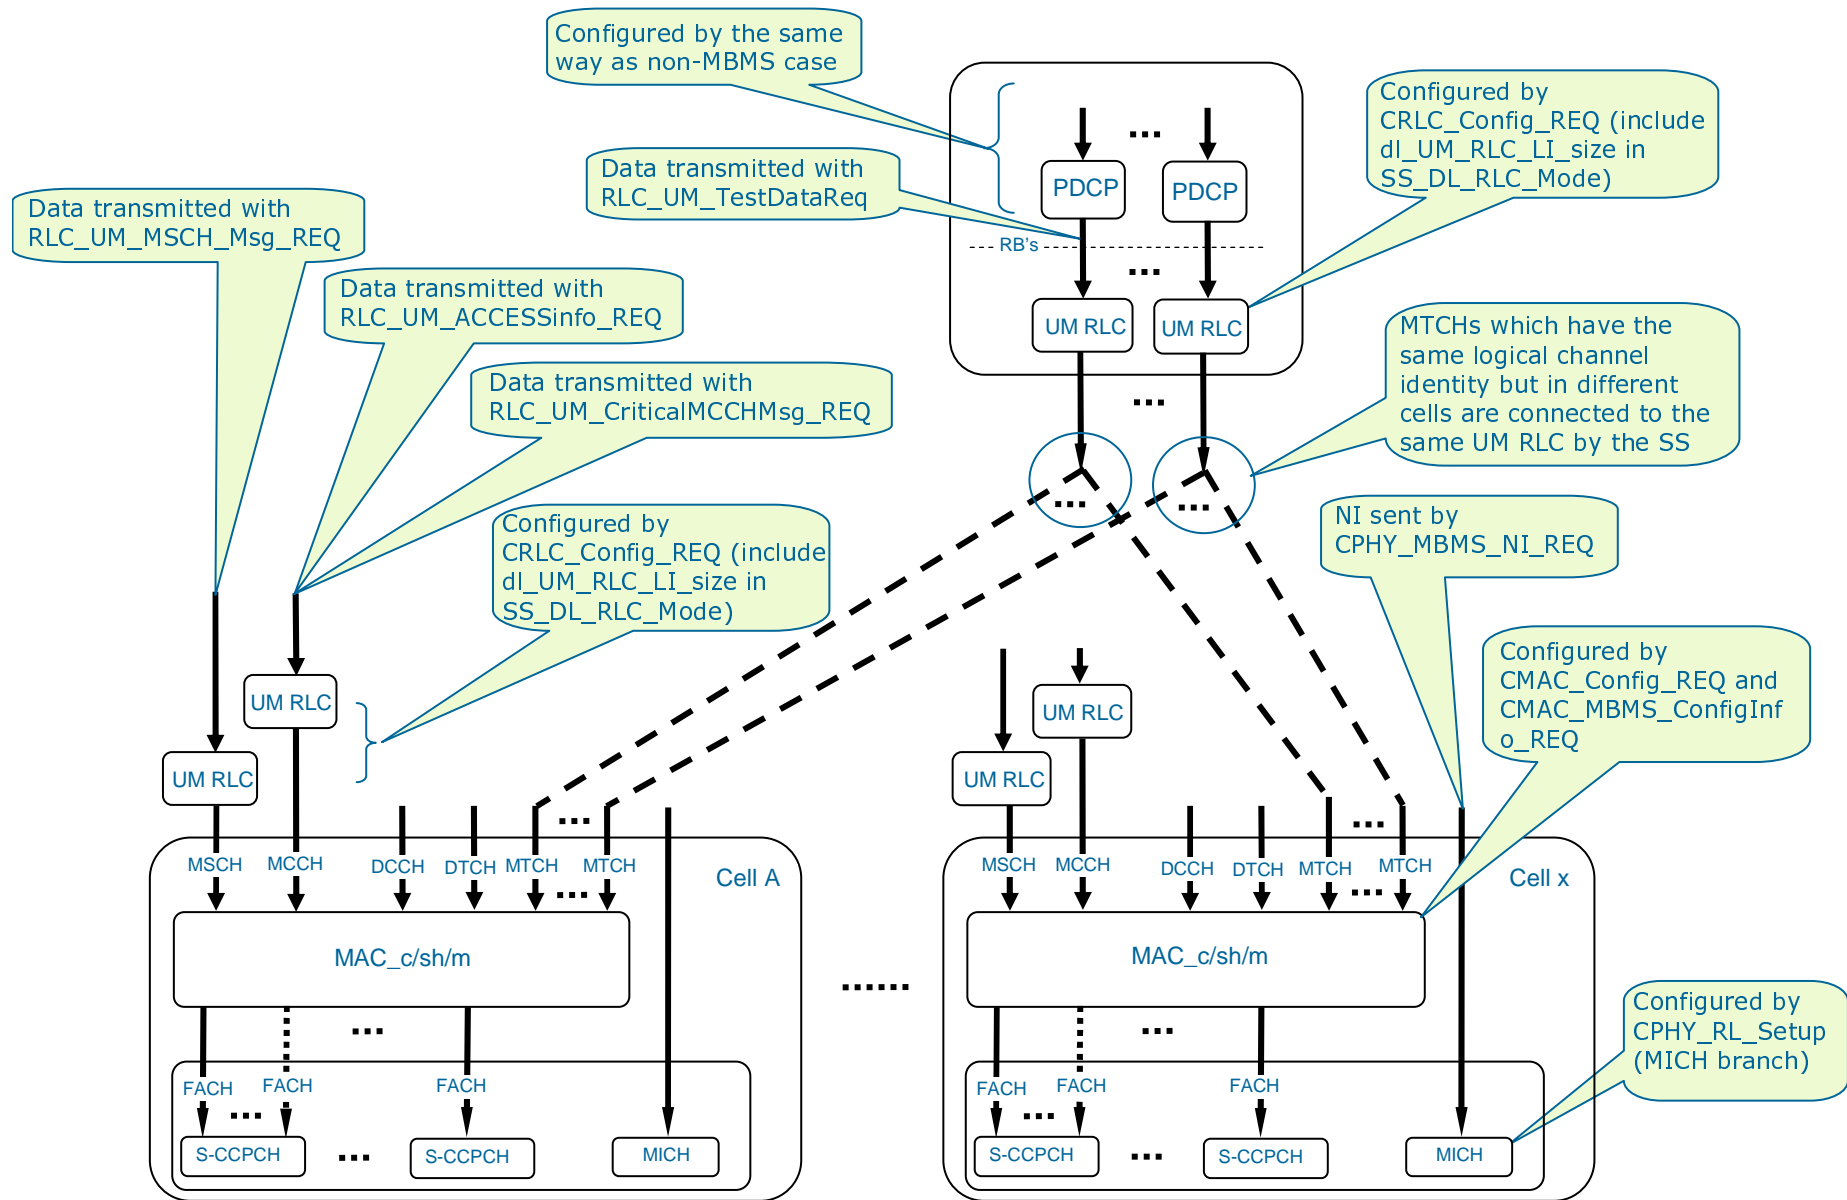 Configured by the same
way as non-MBMS case
Data transmitted with
RLC_UM_TestDataReq
Configured by
CRLC_Config_REQ (include
dl_UM_RLC_LI_size in
SS_DL_RLC_Mode)
PDCP
PDCP
RB's
UM RLC
UM RLC
Data transmitted with
RLC_UM_MSCH_Msg_REQ
Data transmitted with
RLC_UM_ACCESSinfo_REQ
Data transmitted with
RLC_UM_CriticalMCCHMsg_REQ
MTCHs which have the
same logical channel
identity but in different
cells are connected to the
same UM RLC by the SS
Configured by
CRLC_Config_REQ (include
dl_UM_RLC_LI_size in
SS_DL_RLC_Mode)
NI sent by
CPHY_MBMS_NI_REQ
Configured by
CMAC_Config_REQ and
CMAC_MBMS_ConfigInf
o_REQ
UM RLC
UM RLC
UM RLC
UM RLC
MSCH
MCCH
DCCH
DTCH
MTCH
MTCH
Cell A
MAC_c/sh/m
FACH
FACH
FACH
S-CCPCH
S-CCPCH
MICH
MSCH
MCCH
DCCH
DTCH
MTCH
MTCH
Cell x
MAC_c/sh/m
FACH
FACH
FACH
S-CCPCH
S-CCPCH
MICH
Configured by
CPHY_RL_Setup
(MICH branch)